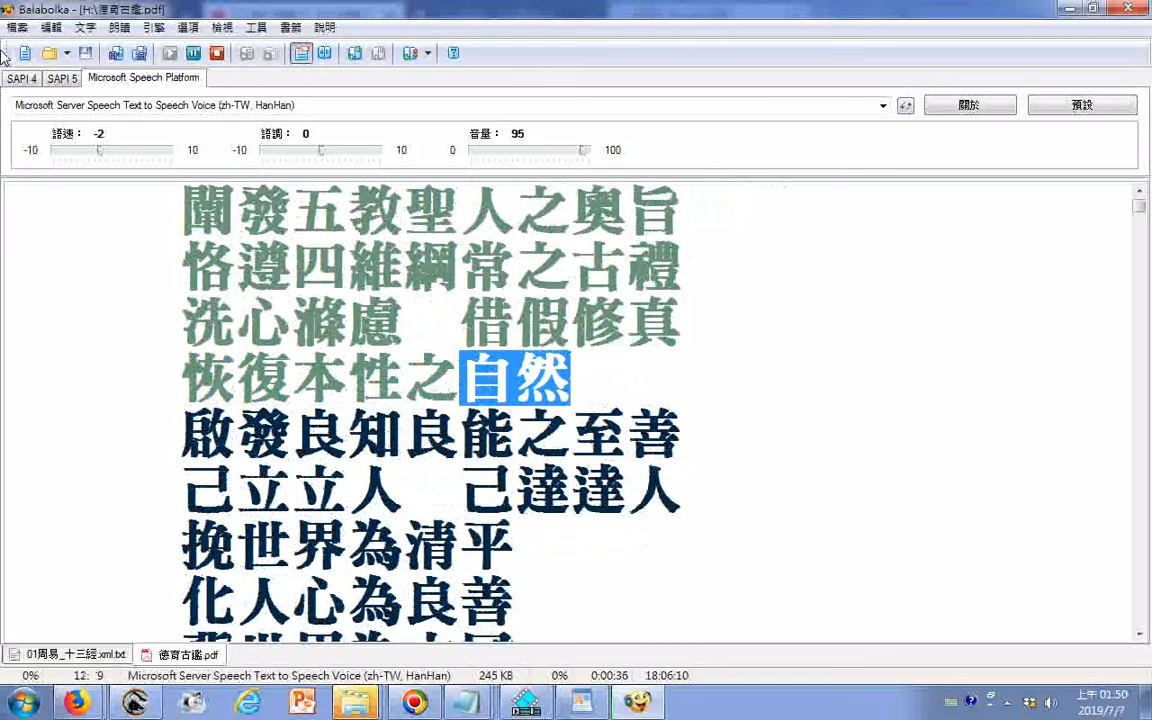 Balabolka - [H:\德育古鑑.pdf]
檔案 編輯 文字 朗讀 引擎 選項 檢視 工具 書籤 說明
SAPI 4 SAPI 5 Microsoft Speech Platform
Microsoft Server Speech Text to Speech Voice (zh-TW, HanHan) 關於 預設
語速： -2 語調： 0 音量： 95
-10 10 -10 10 0 100
闡發五教聖人之奧旨
恪遵四維綱常之古禮
洗心滌慮 借假修真
恢復本性之自然
啟發良知良能之至善
己立立人 己達達人
挽世界為清平
化人心為良善
01周易_十三經.xml.txt 德育古鑑.pdf
0% Microsoft Server Speech Text to Speech Voice (zh-TW, HanHan) 245 KB 0% 0:00:36 18:06:10
上午 01:50
2019/7/7